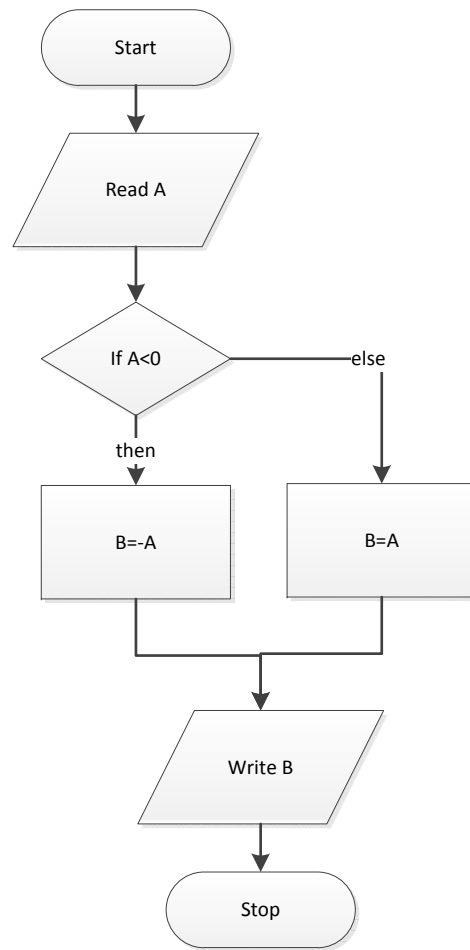 Start
Read A
If A<0
else
then
B=-A
B=A
Write B
Stop